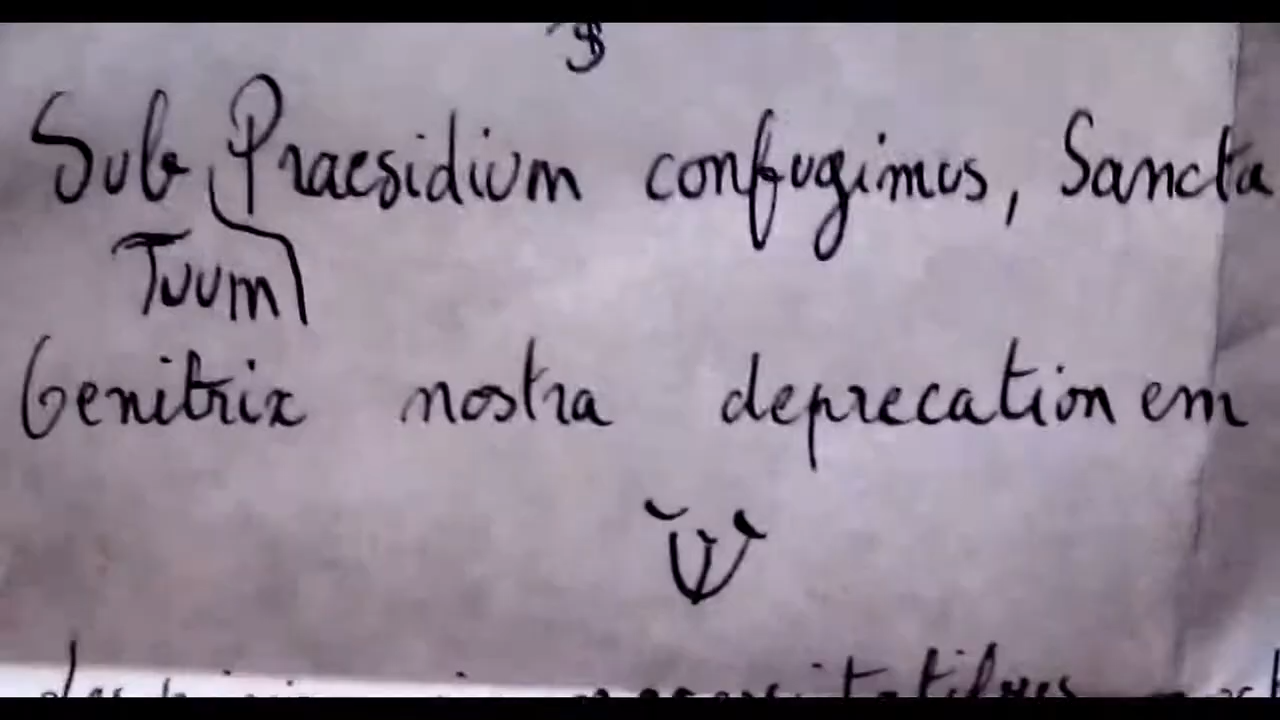 Sub Praesidium confugimus, Sancta
Tuum
Genitrix nostra deprecationem